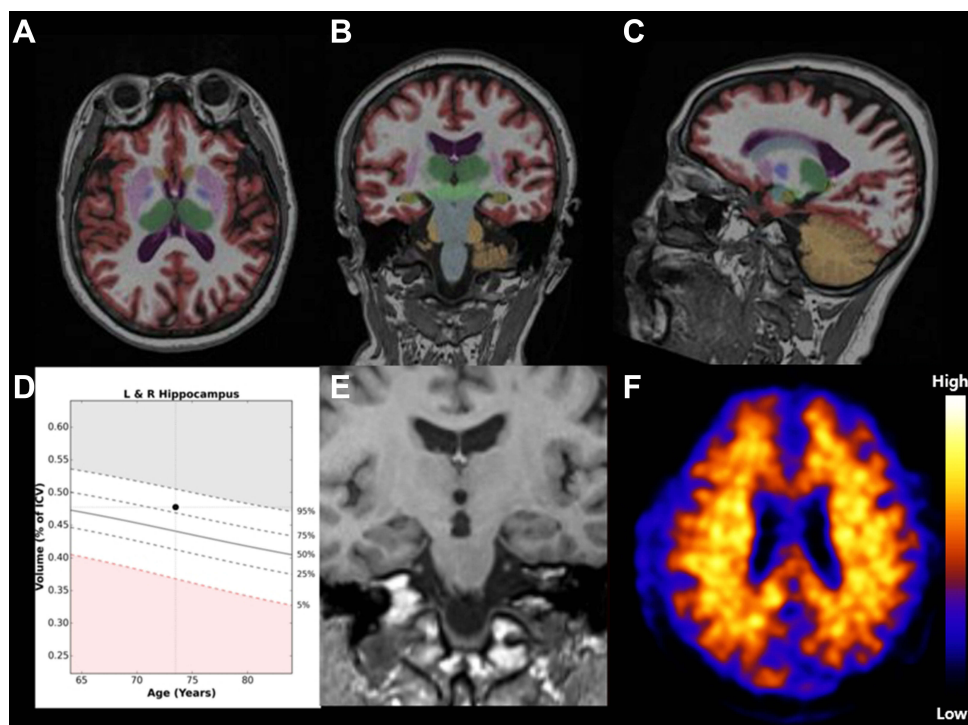 A
B
C
D
L & R Hippocampus
Volume (% of ICV)
0.60
0.55
0.50
0.45
0.40
0.35
0.30
0.25
95%
75%
50%
25%
5%
65
70
75
80
Age (Years)
E
F
High
Low